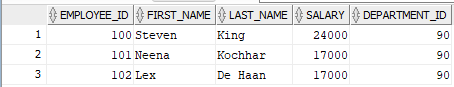 EMPLOYEE_ID FIRST_NAME LAST_NAME SALARY DEPARTMENT_ID
1 100 Steven King 24000 90
2 101 Neena Kochhar 17000 90
3 102 Lex De Haan 17000 90